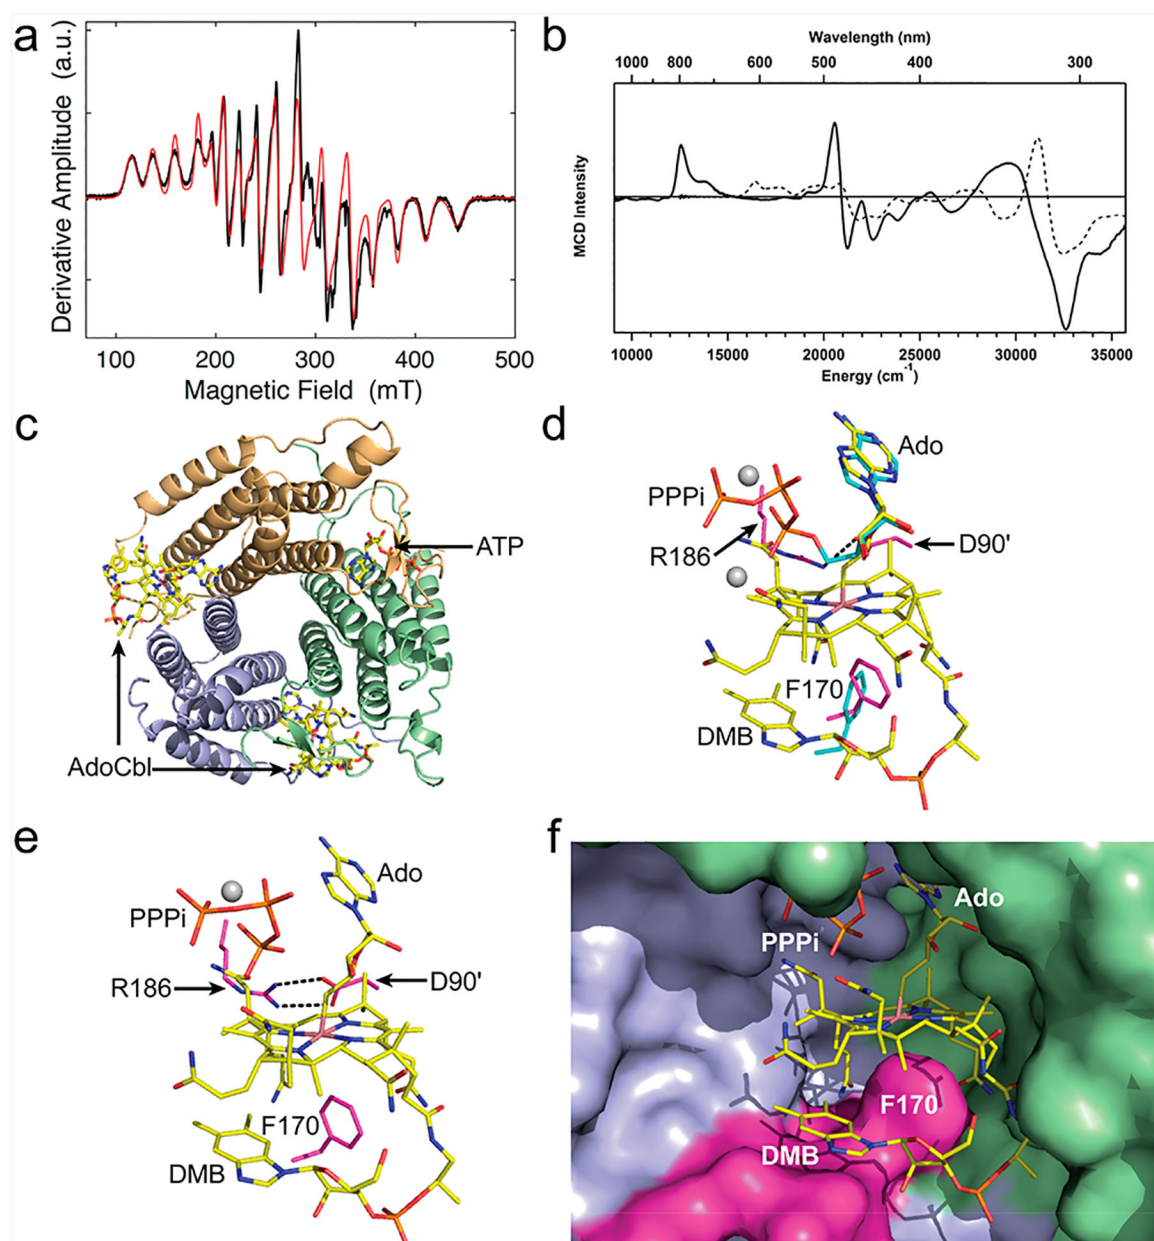 a
Derivative Amplitude (a.u.)
100 200 300 400 500
Magnetic Field (mT)
b
Wavelength (nm)
1000 800 600 500 400 300
MCD Intensity
10000 15000 20000 25000 30000 35000
Energy (cm-1)
c
ATP
AdoCbl
d
Ado
PPPi
R186
D90'
F170
DMB
e
Ado
PPPi
R186
D90'
F170
DMB
f
Ado
PPPi
F170
DMB